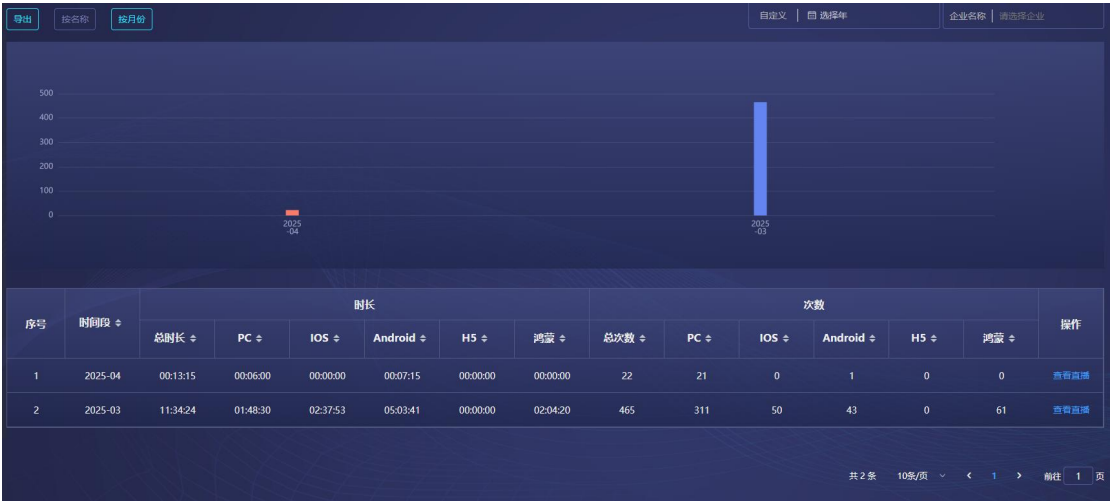 导出 按名称 按月份 自定义 选择年 企业名称 请选择企业
500
400
300
200
100
0
2025
-04
2025
-03
序号 时间段 时长 次数 操作
总时长 PC IOS Android H5 鸿蒙 总次数 PC IOS Android H5 鸿蒙
1 2025-04 00:13:15 00:06:00 00:00:00 00:07:15 00:00:00 00:00:00 22 21 0 1 0 0 查看直播
2 2025-03 11:34:24 01:48:30 02:37:53 05:03:41 00:00:00 02:04:20 465 311 50 43 0 61 查看直播
共 2 条 10条/页 1 前往 1 页